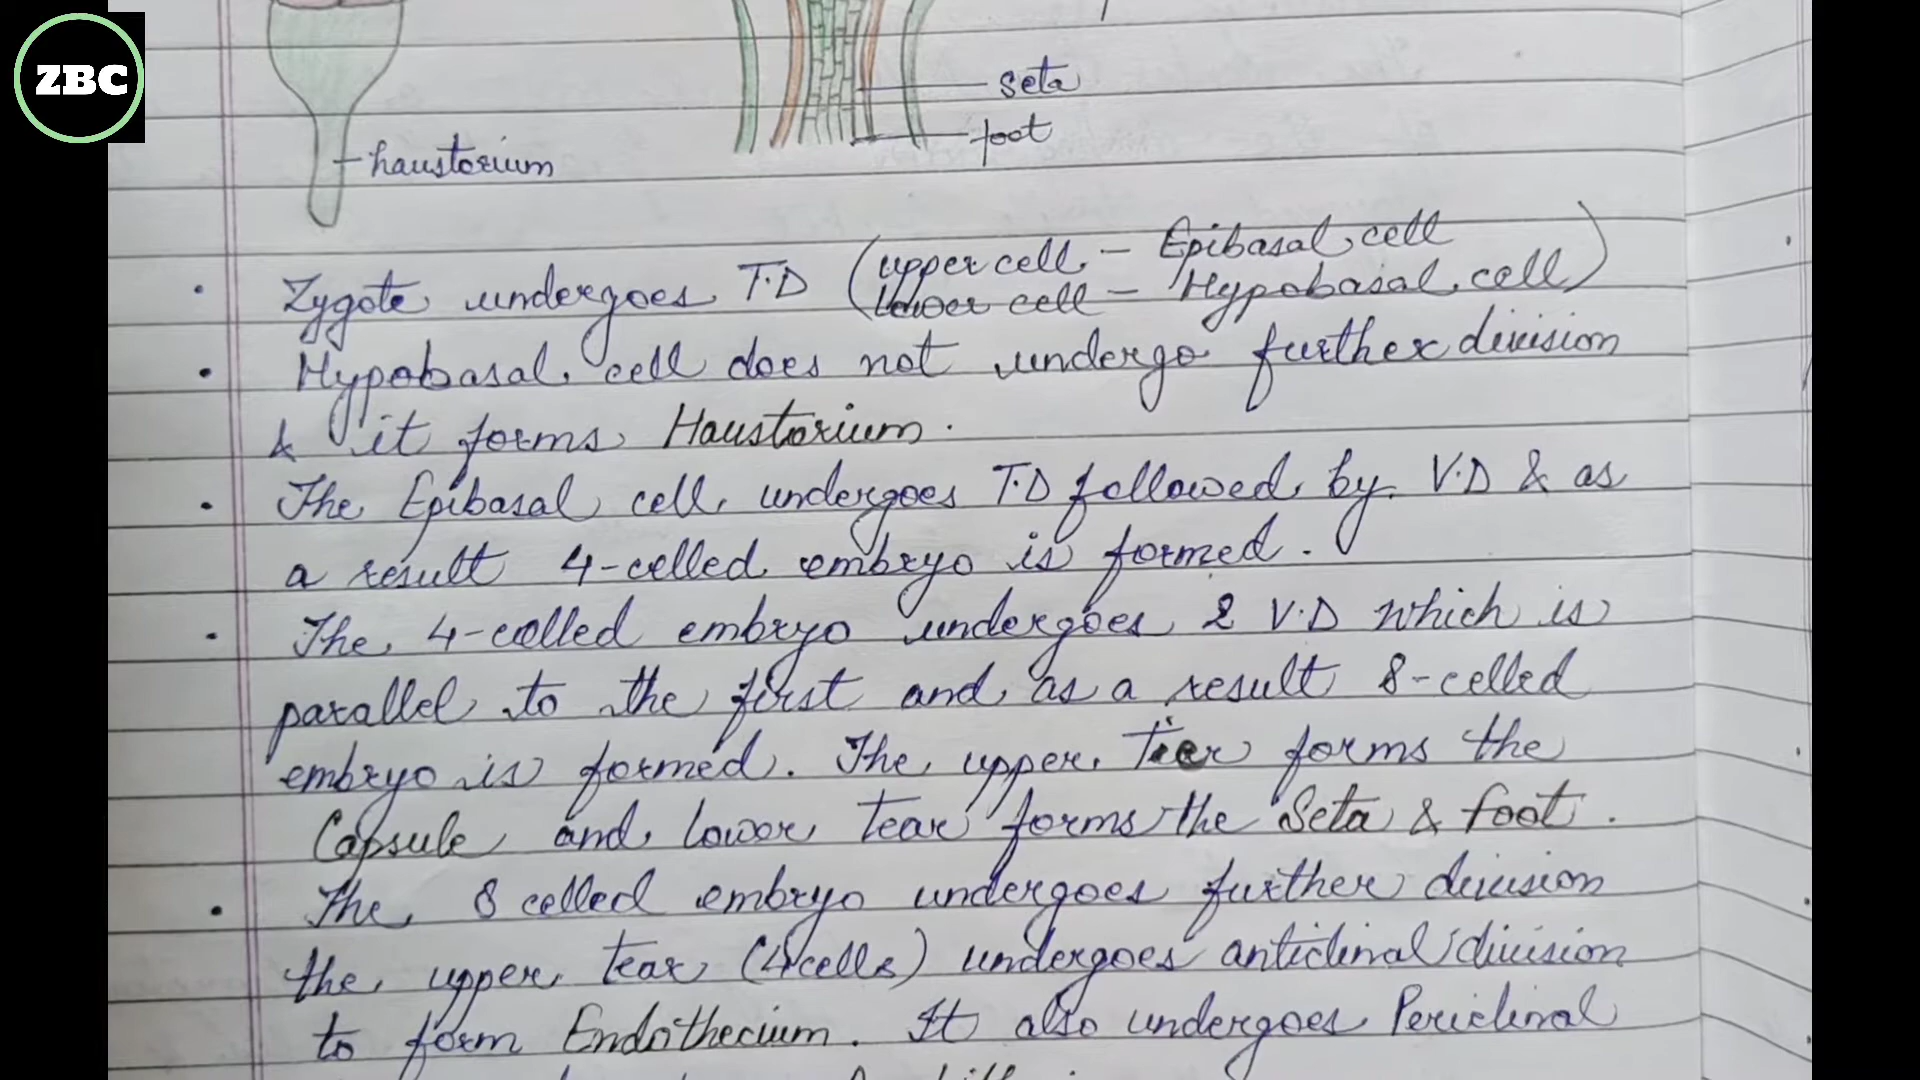 ZBC
seta
foot
haustorium
Zygote undergoes T.D (upper cell - Epibasal cell
lower cell - Hypobasal cell)
Hypobasal cell does not undergo further division
& it forms Haustorium.
The Epibasal cell undergoes T.D followed by V.D & as
a result 4-celled embryo is formed.
The 4-celled embryo undergoes 2 V.D which is
parallel to the first and as a result 8-celled
embryo is formed. The upper tier forms the
Capsule and lower tear forms the Seta & foot.
The 8 celled embryo undergoes further division
the upper tear (4 cells) undergoes anticlinal division
to form Endothecium. It also undergoes Periclinal